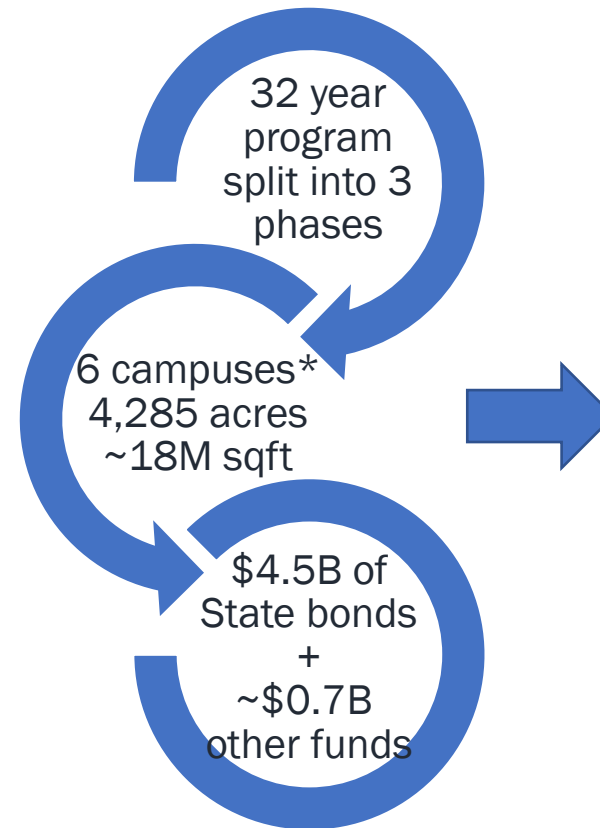 32 year
program
split into 3
phases
6 campuses*
4,285 acres
~18M sqft
$4.5B of
State bonds
+
~$0.7B
other funds